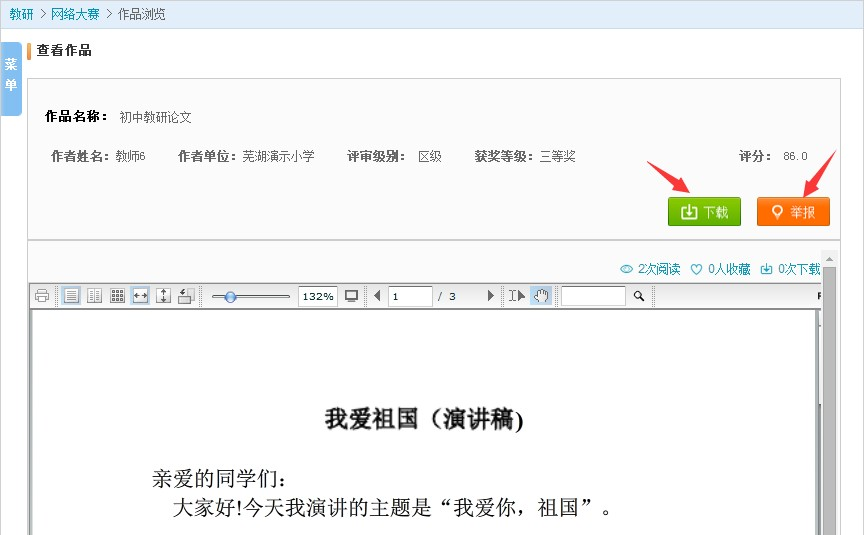 教研 > 网络大赛 > 作品浏览
菜单
查看作品
作品名称： 初中教研论文
作者姓名：教师6 作者单位：芜湖演示小学 评审级别： 区级 获奖等级：三等奖 评分： 86.0
下载 举报
2次阅读 0人收藏 0次下载
132% 1 / 3
我爱祖国（演讲稿)
亲爱的同学们：
大家好!今天我演讲的主题是“我爱你，祖国”。